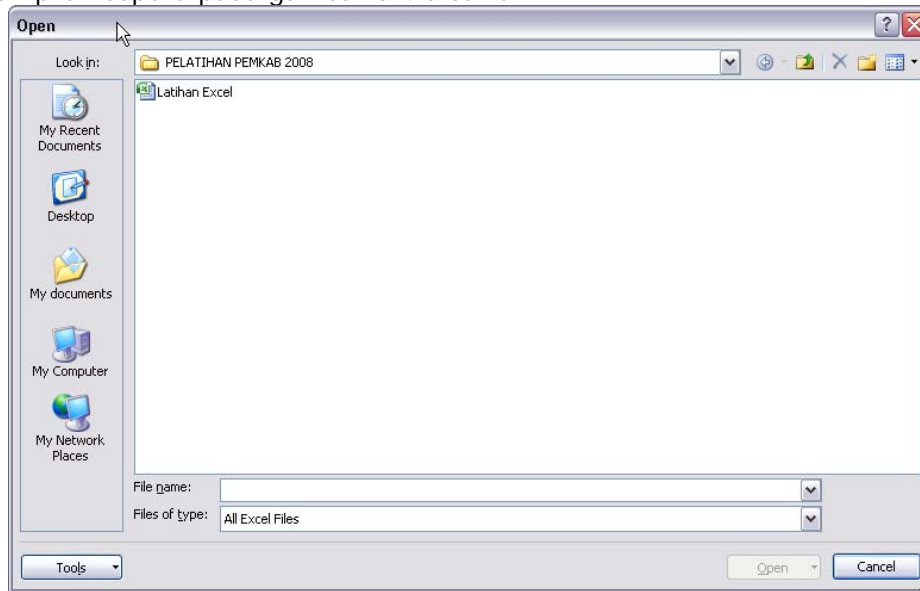 Open
Look in:
PELATIHAN PEMKAB 2008
Latihan Excel
My Recent
Documents
Desktop
My documents
My Computer
My Network
Places
File name:
Files of type:
All Excel Files
Tools
Open
Cancel